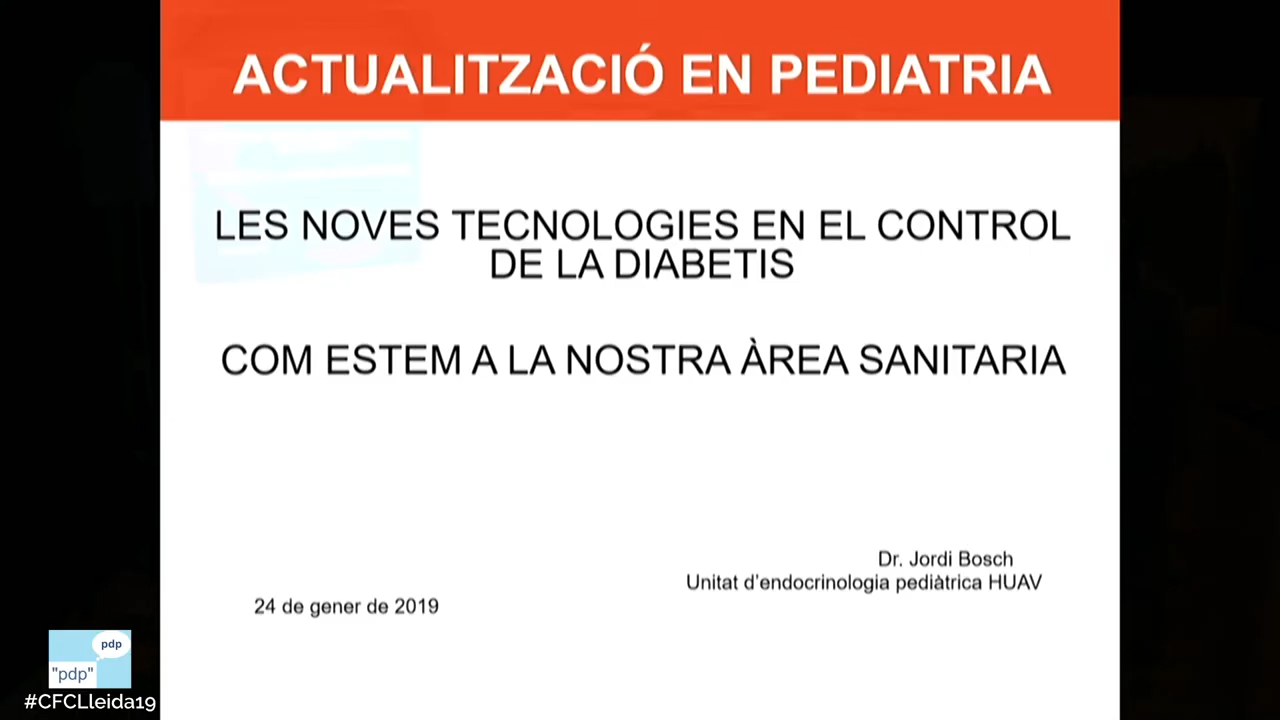 ACTUALITZACIÓ EN PEDIATRIA
LES NOVES TECNOLOGIES EN EL CONTROL
DE LA DIABETIS
COM ESTEM A LA NOSTRA ÀREA SANITARIA
Dr. Jordi Bosch
Unitat d'endocrinologia pediàtrica HUAV
24 de gener de 2019
pdp
"pdp"
#CFCLleida19